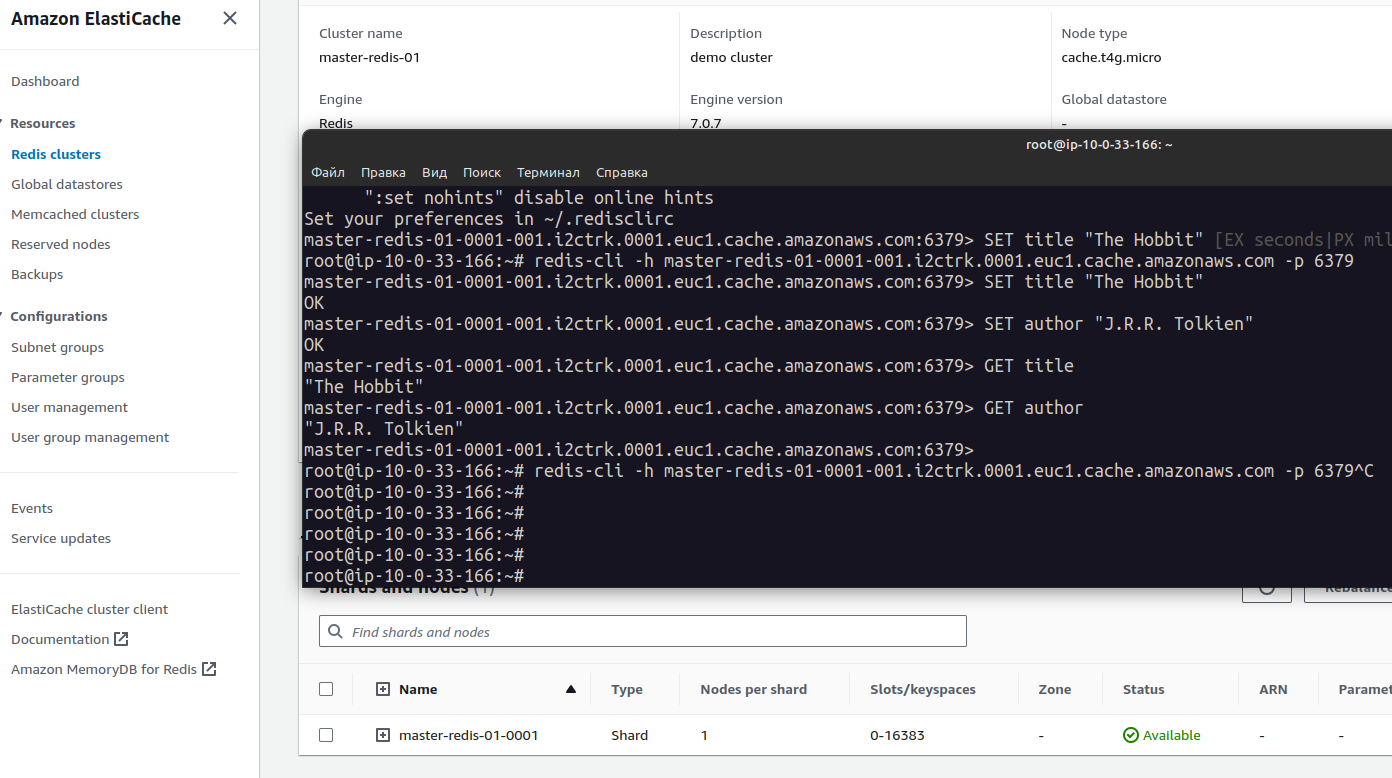 Amazon ElastiCache
Dashboard
Resources
Redis clusters
Global datastores
Memcached clusters
Reserved nodes
Backups
Configurations
Subnet groups
Parameter groups
User management
User group management
Events
Service updates
ElastiCache cluster client
Documentation
Amazon MemoryDB for Redis
Cluster name
master-redis-01
Description
demo cluster
Node type
cache.t4g.micro
Engine
Redis
Engine version
7.0.7
Global datastore
-
root@ip-10-0-33-166: ~
Файл Правка Вид Поиск Терминал Справка
":set nohints" disable online hints
Set your preferences in ~/.redisclirc
master-redis-01-0001-001.i2ctrk.0001.euc1.cache.amazonaws.com:6379> SET title "The Hobbit" [EX seconds|PX mil
root@ip-10-0-33-166:~# redis-cli -h master-redis-01-0001-001.i2ctrk.0001.euc1.cache.amazonaws.com -p 6379
master-redis-01-0001-001.i2ctrk.0001.euc1.cache.amazonaws.com:6379> SET title "The Hobbit"
OK
master-redis-01-0001-001.i2ctrk.0001.euc1.cache.amazonaws.com:6379> SET author "J.R.R. Tolkien"
OK
master-redis-01-0001-001.i2ctrk.0001.euc1.cache.amazonaws.com:6379> GET title
"The Hobbit"
master-redis-01-0001-001.i2ctrk.0001.euc1.cache.amazonaws.com:6379> GET author
"J.R.R. Tolkien"
master-redis-01-0001-001.i2ctrk.0001.euc1.cache.amazonaws.com:6379>
root@ip-10-0-33-166:~# redis-cli -h master-redis-01-0001-001.i2ctrk.0001.euc1.cache.amazonaws.com -p 6379^C
root@ip-10-0-33-166:~#
root@ip-10-0-33-166:~#
root@ip-10-0-33-166:~#
root@ip-10-0-33-166:~#
root@ip-10-0-33-166:~#
Shards and nodes (1)
Rebalance
Find shards and nodes
Name Type Nodes per shard Slots/keyspaces Zone Status ARN Paramet
master-redis-01-0001 Shard 1 0-16383 - Available - -